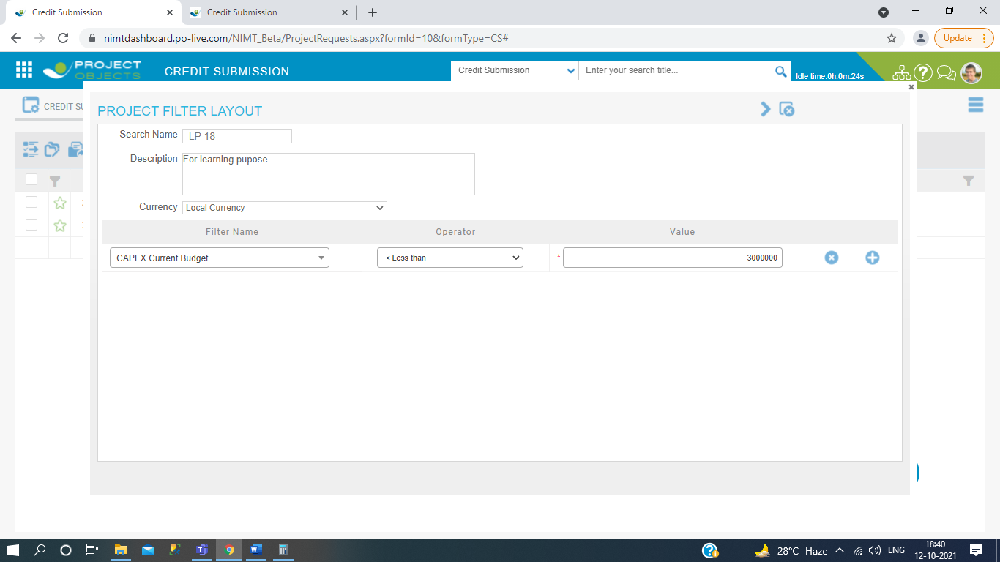 Credit Submission
Credit Submission
nimtdashboard.po-live.com/NIMT_Beta/ProjectRequests.aspx?formId=10&formType=CS#
Update
PROJECT
OBJECTS
CREDIT SUBMISSION
Credit Submission
Enter your search title...
Idle time:0h:0m:24s
CREDIT SU
PROJECT FILTER LAYOUT
Search Name
LP 18
Description
For learning pupose
Currency
Local Currency
Filter Name Operator Value
CAPEX Current Budget
< Less than
* 3000000
28°C Haze
ENG
18:40
12-10-2021